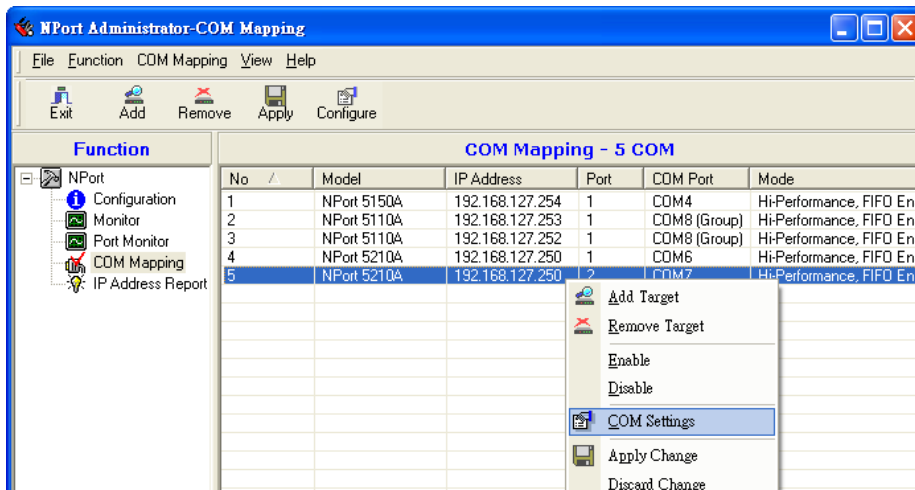 NPort Administrator-COM Mapping
File Function COM Mapping View Help
Exit Add Remove Apply Configure
Function
COM Mapping - 5 COM
NPort
Configuration
Monitor
Port Monitor
COM Mapping
IP Address Report
No Model IP Address Port COM Port Mode
1 NPort 5150A 192.168.127.254 1 COM4 Hi-Performance, FIFO En
2 NPort 5110A 192.168.127.253 1 COM8 (Group) Hi-Performance, FIFO En
3 NPort 5110A 192.168.127.252 1 COM8 (Group) Hi-Performance, FIFO En
4 NPort 5210A 192.168.127.250 1 COM6 Hi-Performance, FIFO En
5 NPort 5210A 192.168.127.250 2 COM7 Hi-Performance, FIFO En
Add Target
Remove Target
Enable
Disable
COM Settings
Apply Change
Discard Change